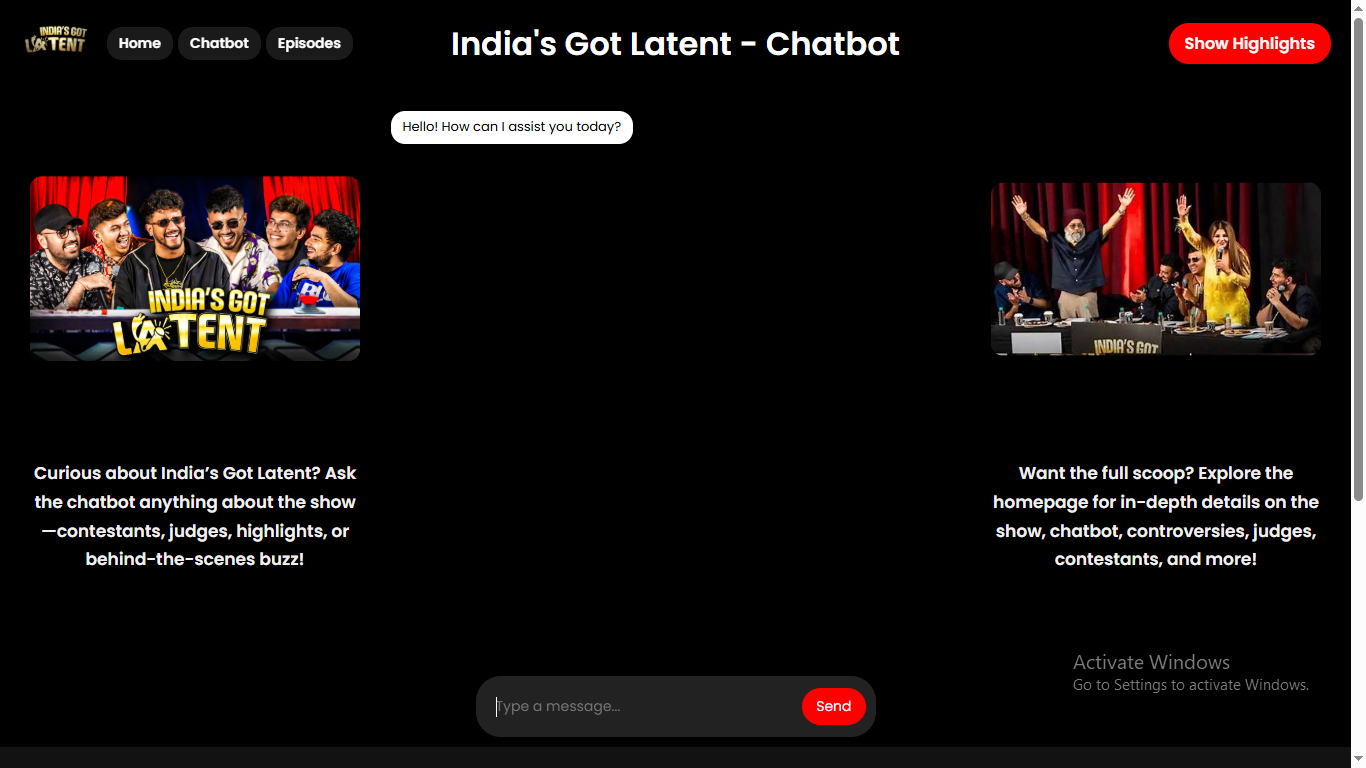 INDIA'S GOT
LATENT
Home
Chatbot
Episodes
India's Got Latent - Chatbot
Show Highlights
Hello! How can I assist you today?
INDIA'S GOT
LATENT
INDIA'S GOT
Curious about India’s Got Latent? Ask
the chatbot anything about the show
—contestants, judges, highlights, or
behind-the-scenes buzz!
Want the full scoop? Explore the
homepage for in-depth details on the
show, chatbot, controversies, judges,
contestants, and more!
Activate Windows
Go to Settings to activate Windows.
Type a message...
Send